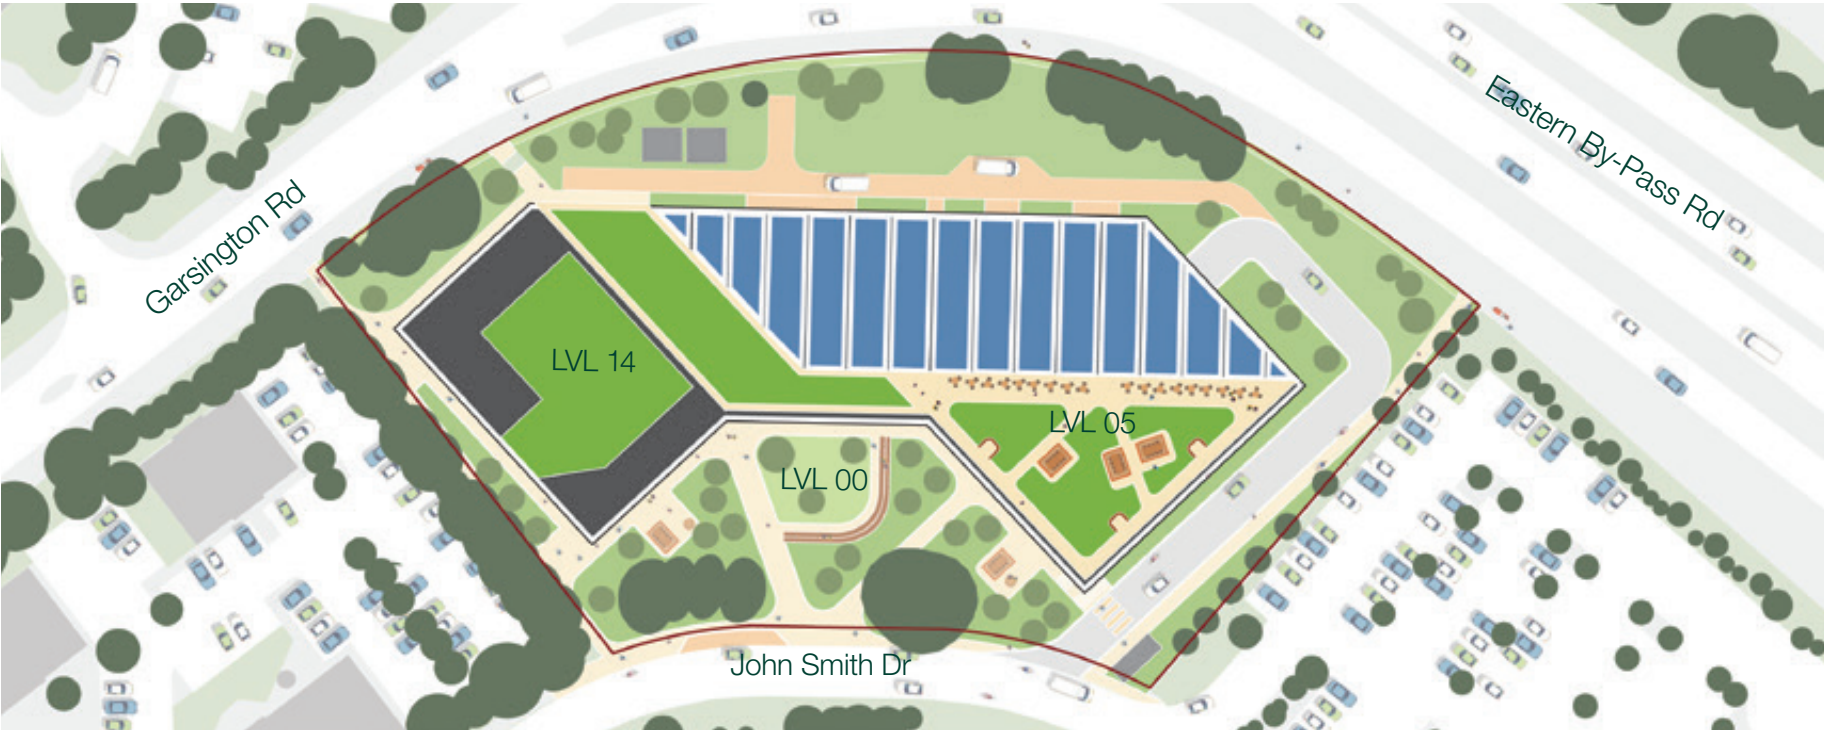 Eastern By-Pass Rd
Garsington Rd
LVL 14
LVL 05
LVL 00
John Smith Dr